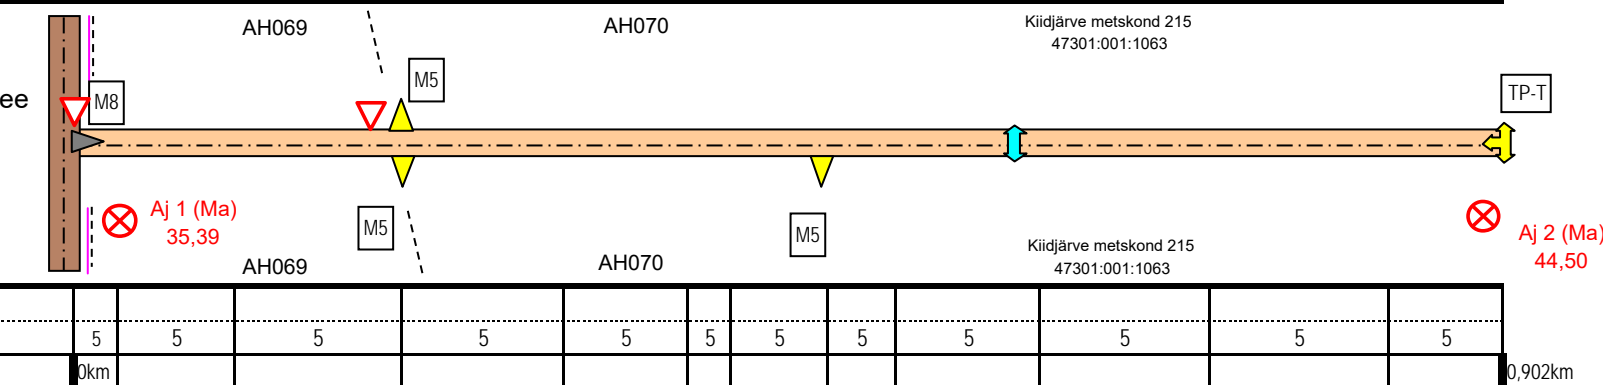 AH069
AH070
Kiidjärve metskond 215
47301:001:1063
M5
ee
M8
TP-T
Aj 1 (Ma)
35,39
M5
M5
Aj 2 (Ma)
44,50
AH069
AH070
Kiidjärve metskond 215
47301:001:1063
5 5 5 5 5 5 5 5 5 5 5 5
0km 0,902km